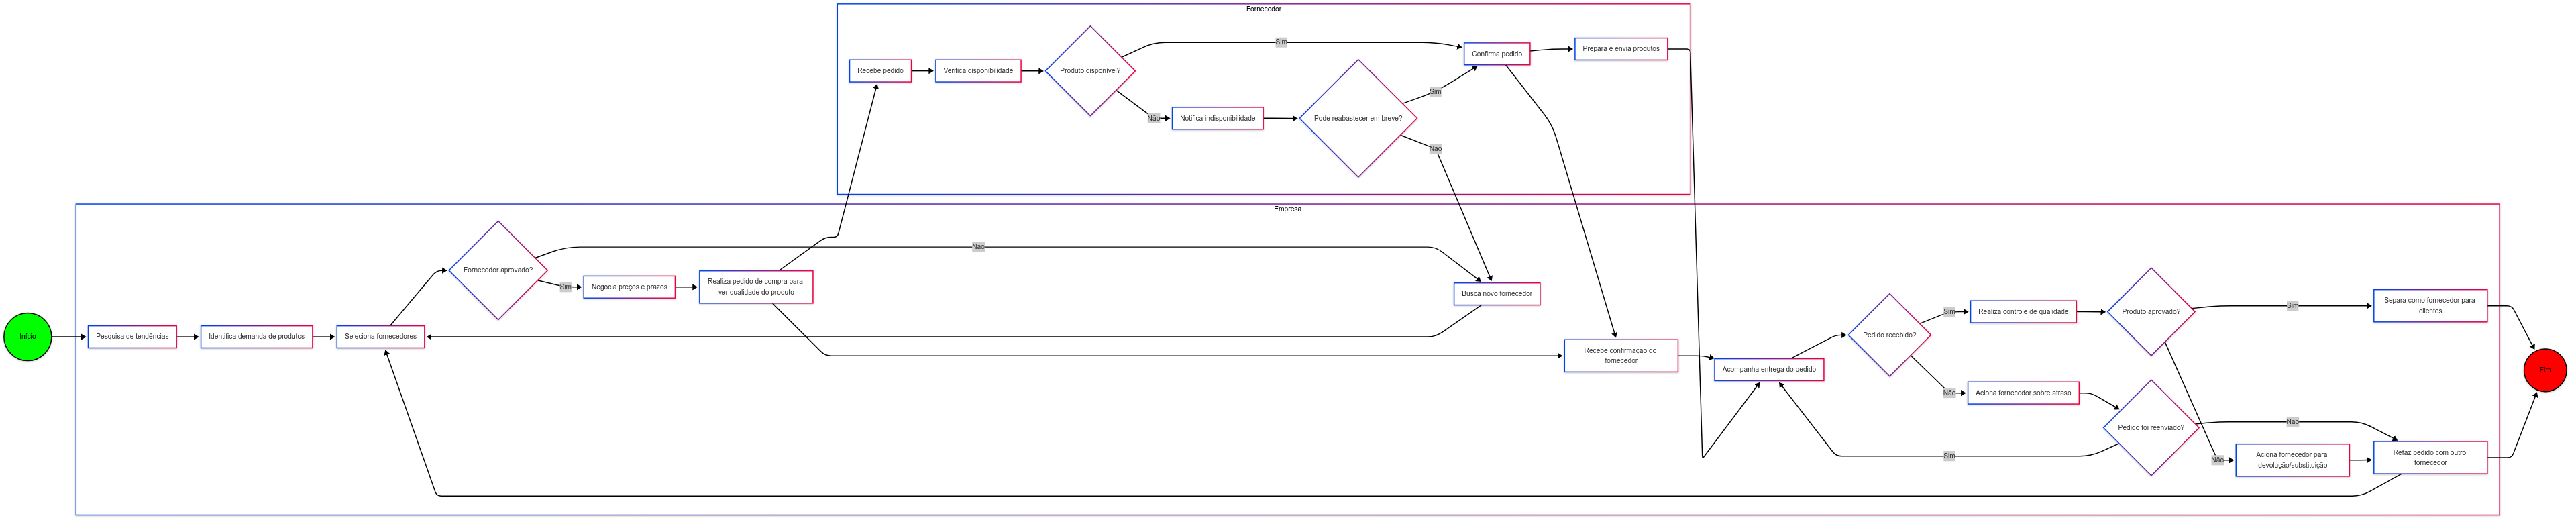 Fornecedor
Recebe pedido
Verifica disponibilidade
Produto disponível?
Sim
Não
Notifica indisponibilidade
Pode reabastecer em breve?
Sim
Não
Confirma pedido
Prepara e envia produtos
Empresa
Início
Pesquisa de tendências
Identifica demanda de produtos
Seleciona fornecedores
Fornecedor aprovado?
Não
Sim
Negocia preços e prazos
Realiza pedido de compra para
ver qualidade do produto
Busca novo fornecedor
Recebe confirmação do
fornecedor
Acompanha entrega do pedido
Pedido recebido?
Sim
Não
Realiza controle de qualidade
Aciona fornecedor sobre atraso
Produto aprovado?
Sim
Não
Pedido foi reenviado?
Não
Sim
Aciona fornecedor para
devolução/substituição
Separa como fornecedor para
clientes
Refaz pedido com outro
fornecedor
Fim